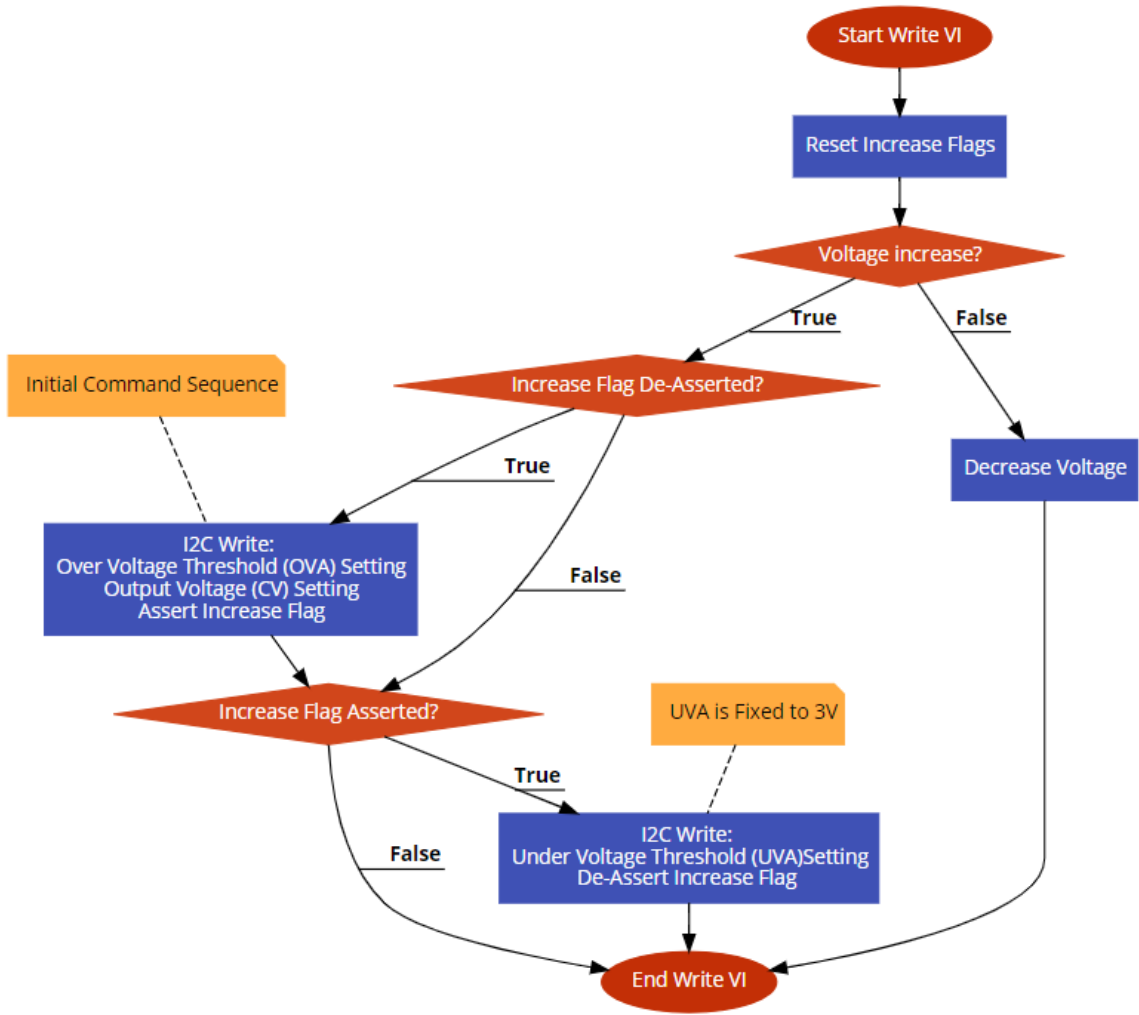 Start Write VI
Reset Increase Flags
Voltage increase?
True
False
Increase Flag De-Asserted?
Initial Command Sequence
Decrease Voltage
True
I2C Write:
Over Voltage Threshold (OVA) Setting
Output Voltage (CV) Setting
Assert Increase Flag
False
Increase Flag Asserted?
UVA is Fixed to 3V
True
I2C Write:
Under Voltage Threshold (UVA)Setting
De-Assert Increase Flag
False
End Write VI